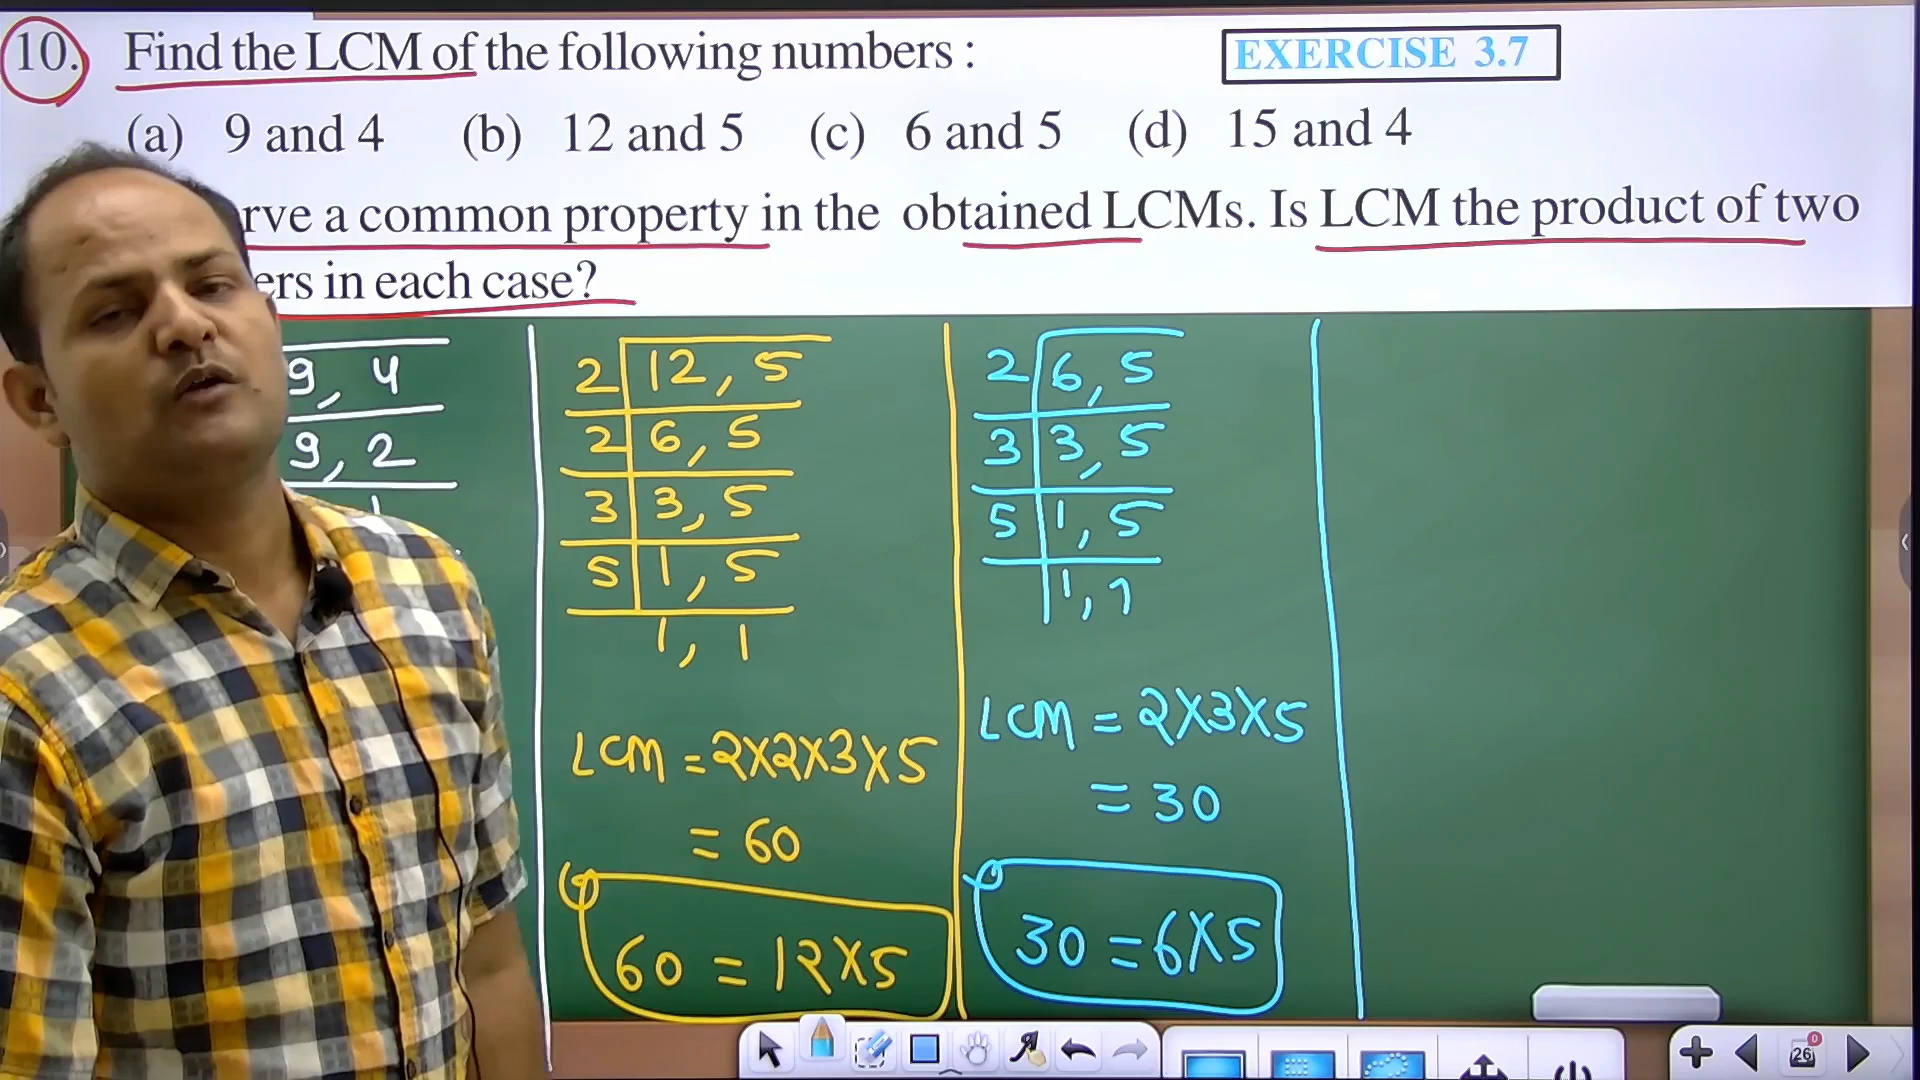 10. Find the LCM of the following numbers :
EXERCISE 3.7
(a) 9 and 4 (b) 12 and 5 (c) 6 and 5 (d) 15 and 4
a common property in the obtained LCMs. Is LCM the product of two
in each case?
9, 4
9, 2
2 12, 5
2 6, 5
3 3, 5
5 1, 5
1, 1
LCM = 2×2×3×5
= 60
60 = 12×5
2 6, 5
3 3, 5
5 1, 5
1, 1
LCM = 2×3×5
= 30
30 = 6×5
26
0